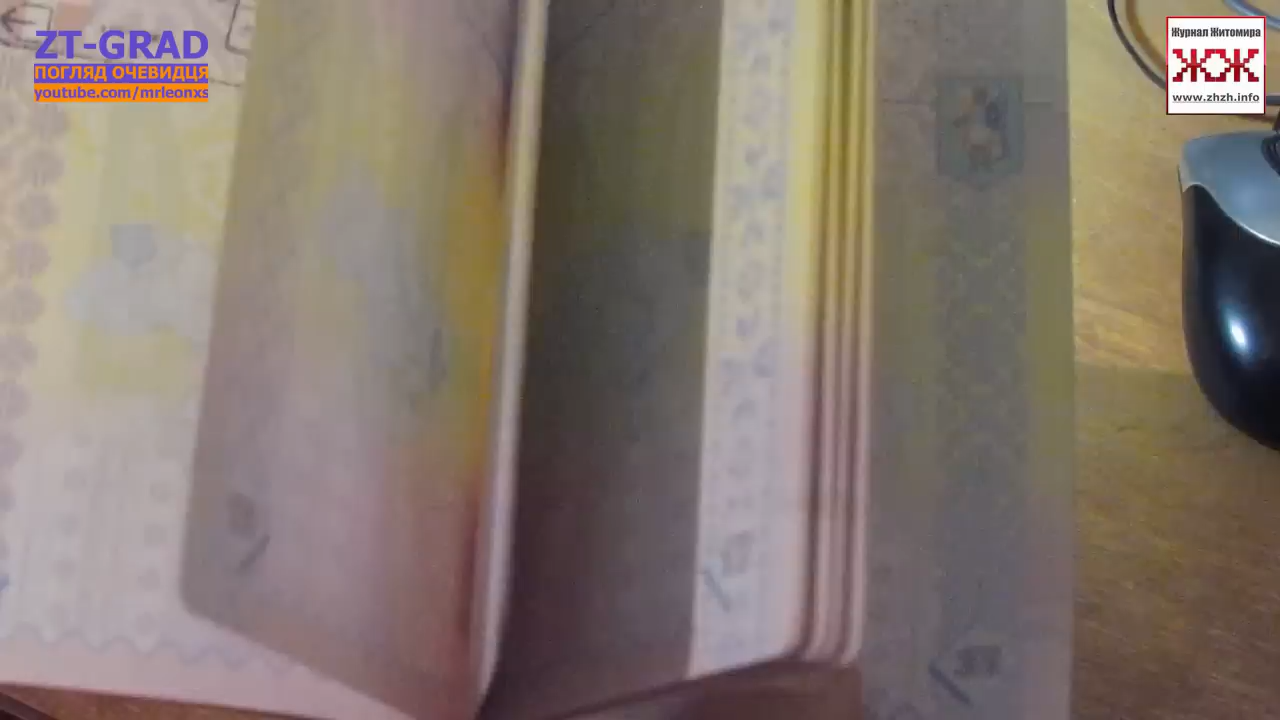 ZT-GRAD
ПОГЛЯД ОЧЕВИДЦЯ
youtube.com/mrleonxs
Журнал Житомира
ЖЖ
www.zhzh.info